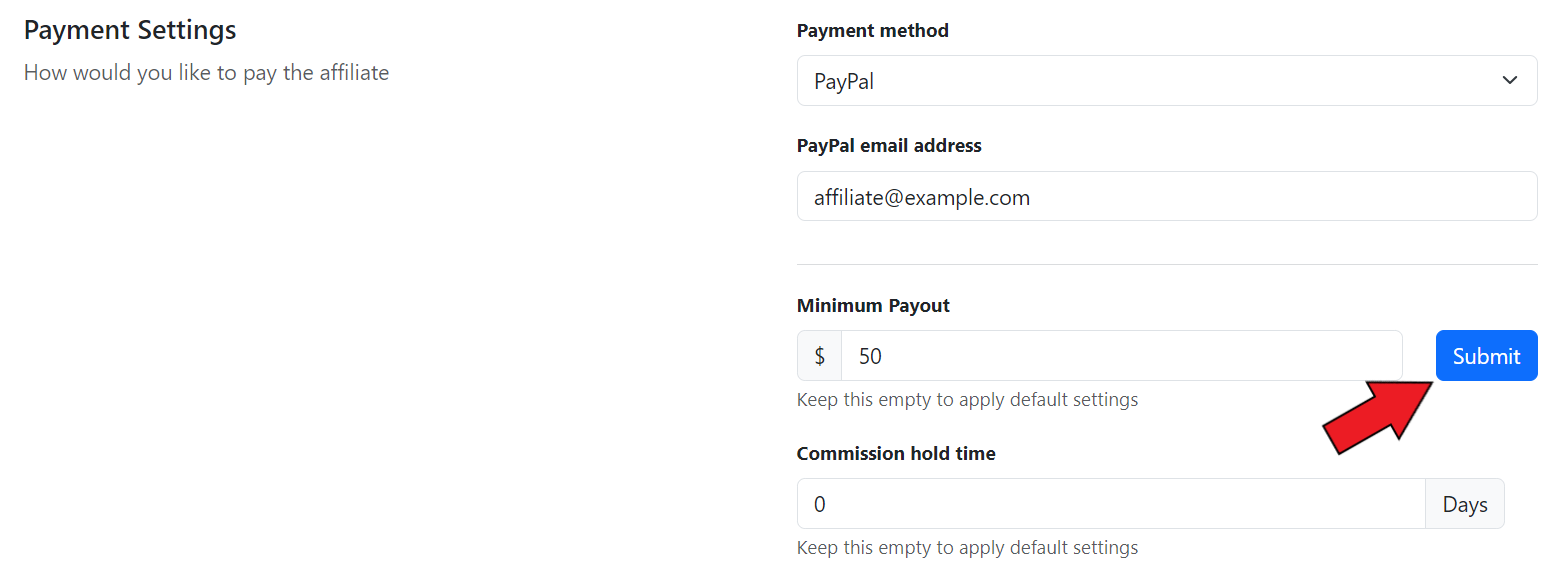 Payment Settings
How would you like to pay the affiliate
Payment method
PayPal
PayPal email address
affiliate@example.com
Minimum Payout
$ 50 Submit
Keep this empty to apply default settings
Commission hold time
0 Days
Keep this empty to apply default settings